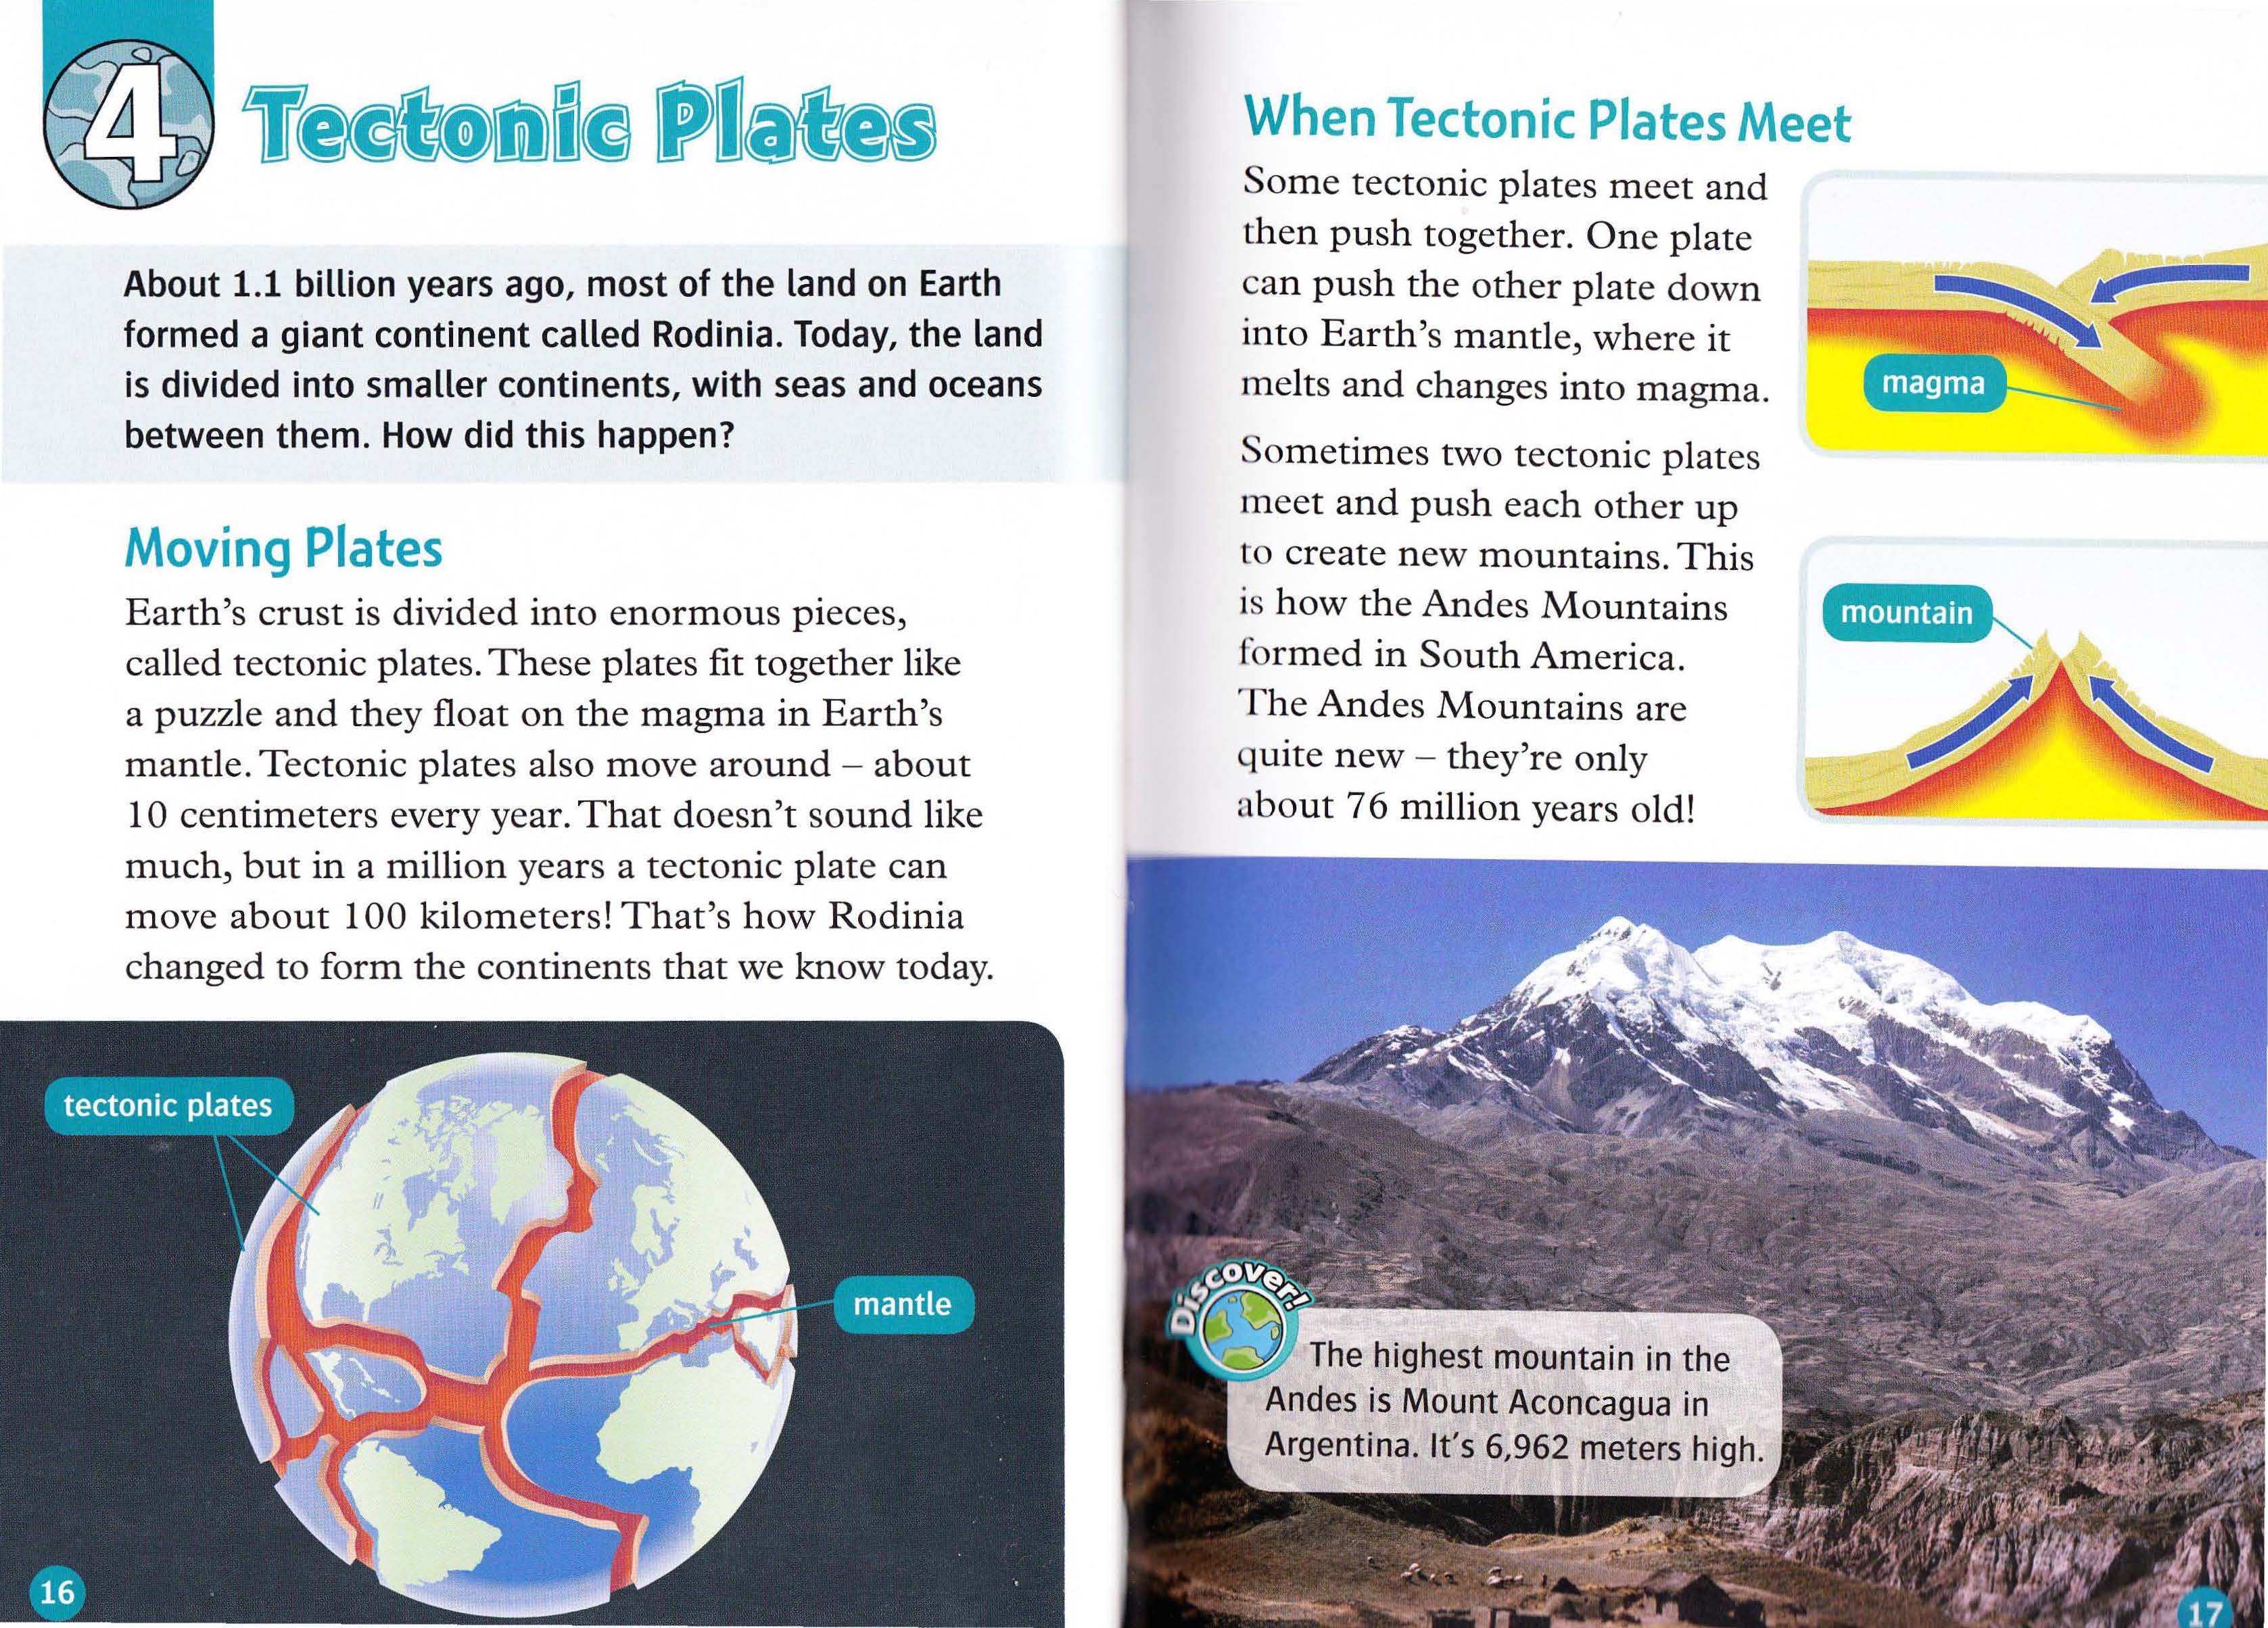 4
Tectonic Plates
About 1.1 billion years ago, most of the land on Earth
formed a giant continent called Rodinia. Today, the land
is divided into smaller continents, with seas and oceans
between them. How did this happen?
Moving Plates
Earth's crust is divided into enormous pieces,
called tectonic plates. These plates fit together like
a puzzle and they float on the magma in Earth's
mantle. Tectonic plates also move around – about
10 centimeters every year. That doesn't sound like
much, but in a million years a tectonic plate can
move about 100 kilometers! That's how Rodinia
changed to form the continents that we know today.
tectonic plates
mantle
16
When Tectonic Plates Meet
Some tectonic plates meet and
then push together. One plate
can push the other plate down
into Earth's mantle, where it
melts and changes into magma.
magma
Sometimes two tectonic plates
meet and push each other up
to create new mountains. This
is how the Andes Mountains
formed in South America.
The Andes Mountains are
quite new – they're only
about 76 million years old!
mountain
Discover!
The highest mountain in the
Andes is Mount Aconcagua in
Argentina. It's 6,962 meters high.
17